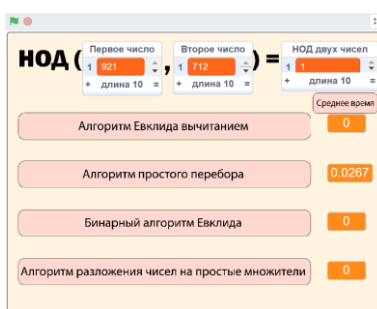 НОД ( , ) =
Первое число
1 921
+ длина 10 =
Второе число
1 712
+ длина 10 =
НОД двух чисел
1 1
+ длина 10 =
Среднее время
Алгоритм Евклида вычитанием 0
Алгоритм простого перебора 0.0267
Бинарный алгоритм Евклида 0
Алгоритм разложения чисел на простые множители 0